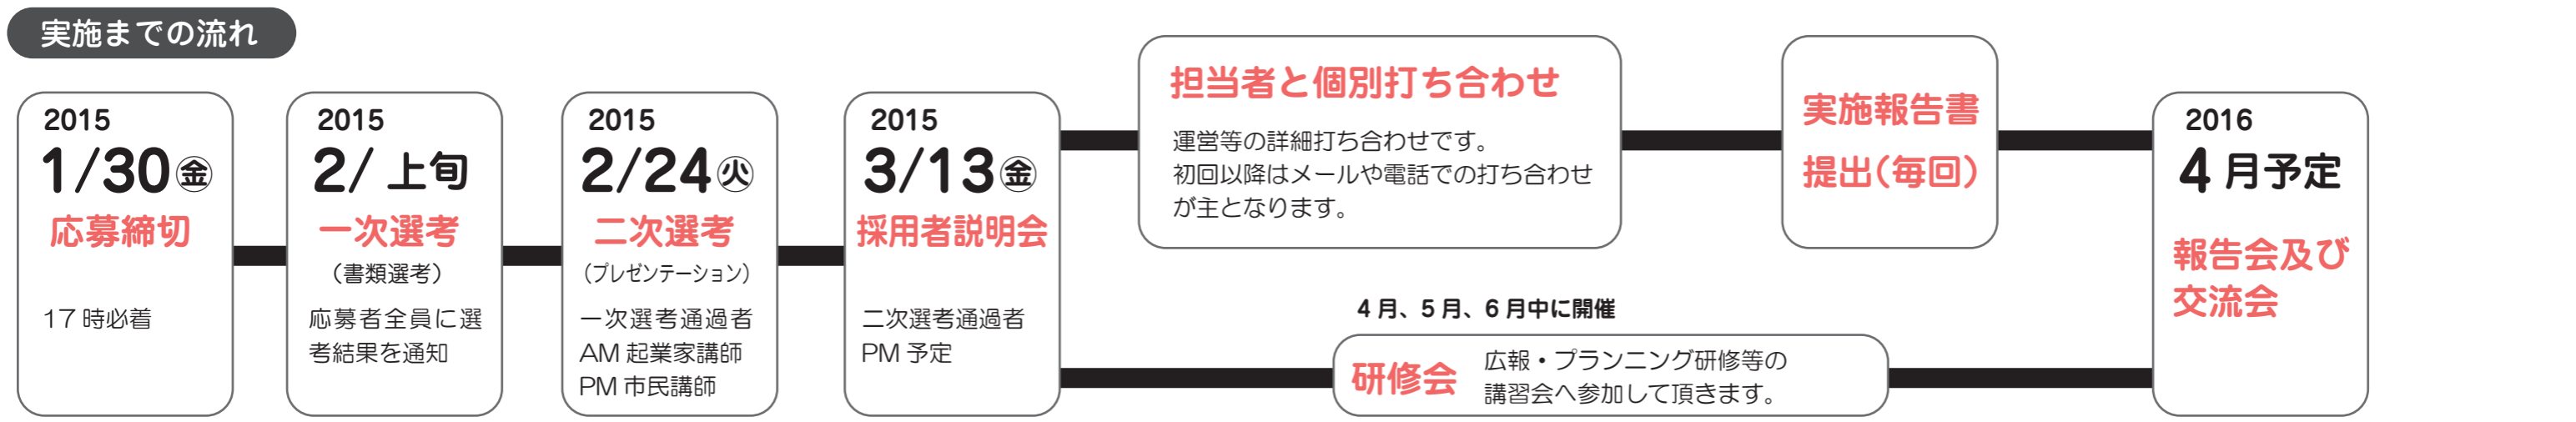 実施までの流れ
2015
1/30㊎
応募締切
17時必着
2015
2/上旬
一次選考
（書類選考）
応募者全員に選
考結果を通知
2015
2/24㊋
二次選考
（プレゼンテーション）
一次選考通過者
AM 起業家講師
PM 市民講師
2015
3/13㊎
採用者説明会
二次選考通過者
PM 予定
担当者と個別打ち合わせ
運営等の詳細打ち合わせです。
初回以降はメールや電話での打ち合わせ
が主となります。
実施報告書
提出（毎回）
4月、5月、6月中に開催
研修会
広報・プランニング研修等の
講習会へ参加して頂きます。
2016
4月予定
報告会及び
交流会